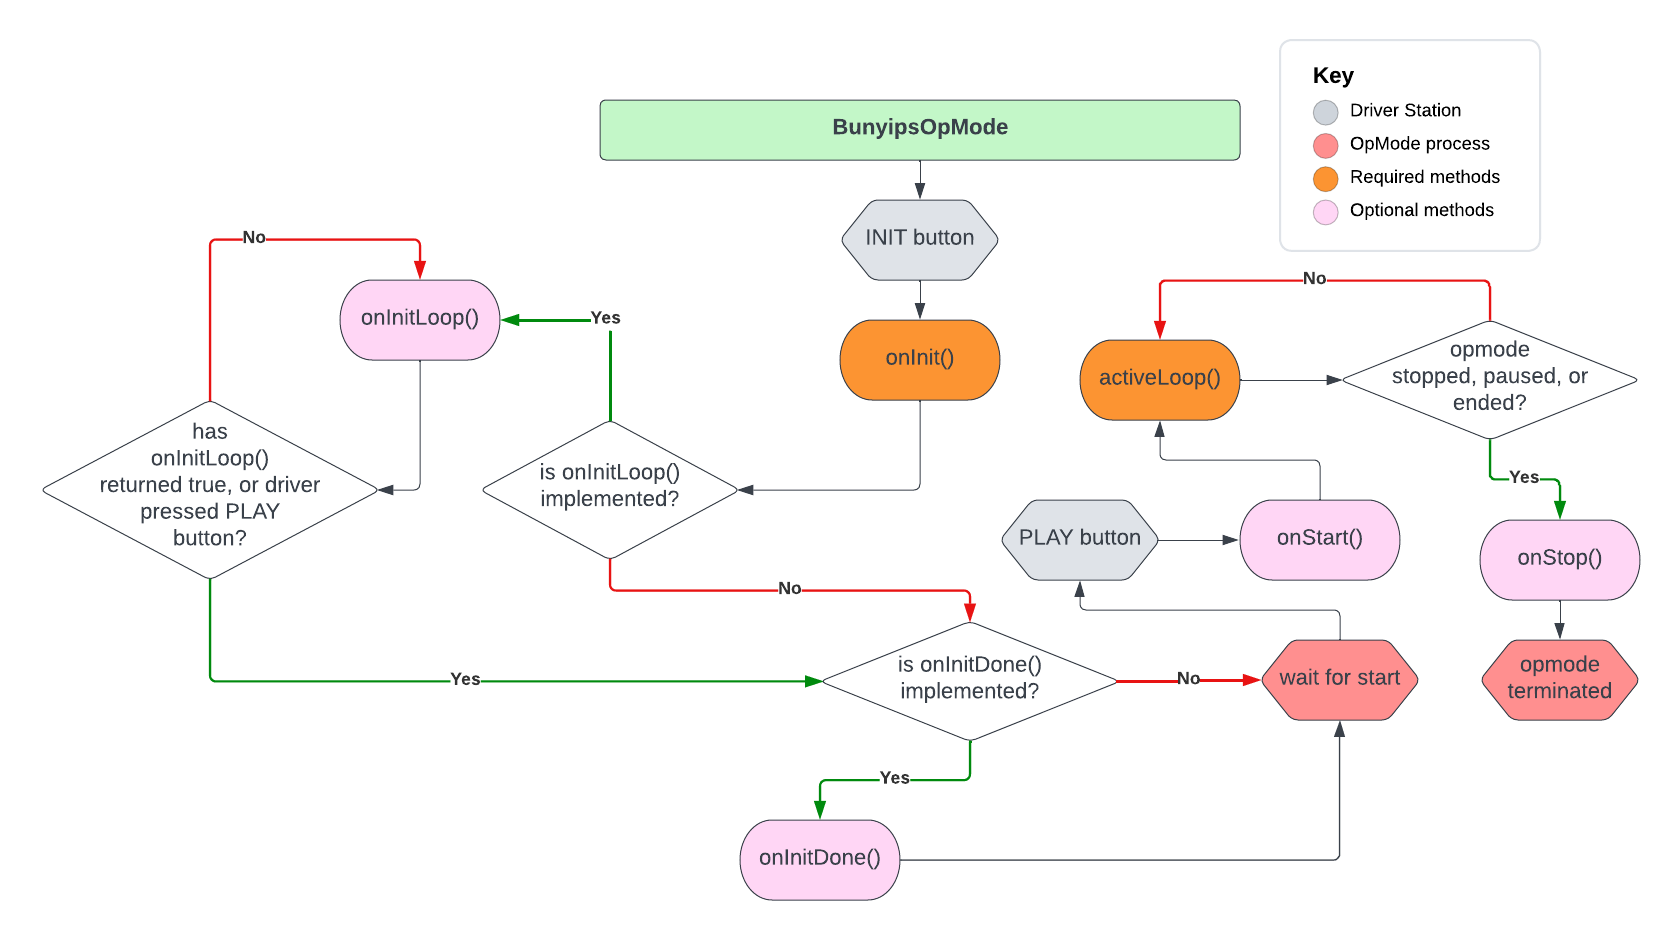 Key
Driver Station
OpMode process
Required methods
Optional methods
BunyipsOpMode
INIT button
onInit()
is onInitLoop()
implemented?
Yes
onInitLoop()
has
onInitLoop()
returned true, or driver
pressed PLAY
button?
No
Yes
No
is onInitDone()
implemented?
Yes
onInitDone()
No
wait for start
PLAY button
onStart()
activeLoop()
opmode
stopped, paused, or
ended?
No
Yes
onStop()
opmode
terminated